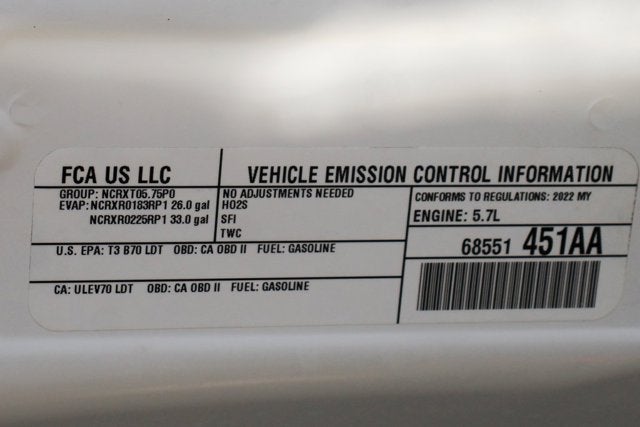 FCA US LLC
VEHICLE EMISSION CONTROL INFORMATION
GROUP: NCRXT05.75P0
EVAP: NCRXR0183RP1 26.0 gal
NCRXR0225RP1 33.0 gal
NO ADJUSTMENTS NEEDED
HO2S
SFI
TWC
CONFORMS TO REGULATIONS: 2022 MY
ENGINE: 5.7L
U.S. EPA: T3 B70 LDT OBD: CA OBD II FUEL: GASOLINE
68551 451AA
CA: ULEV70 LDT OBD: CA OBD II FUEL: GASOLINE